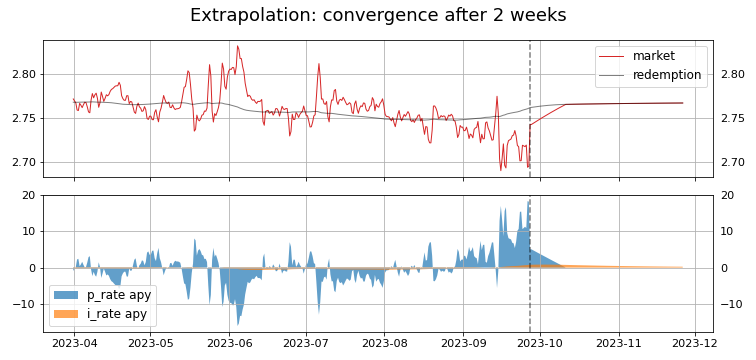 Extrapolation: convergence after 2 weeks
2.80
2.75
2.70
market
redemption
2.80
2.75
2.70
20
10
0
−10
p_rate apy
i_rate apy
20
10
0
−10
2023-04 2023-05 2023-06 2023-07 2023-08 2023-09 2023-10 2023-11 2023-12